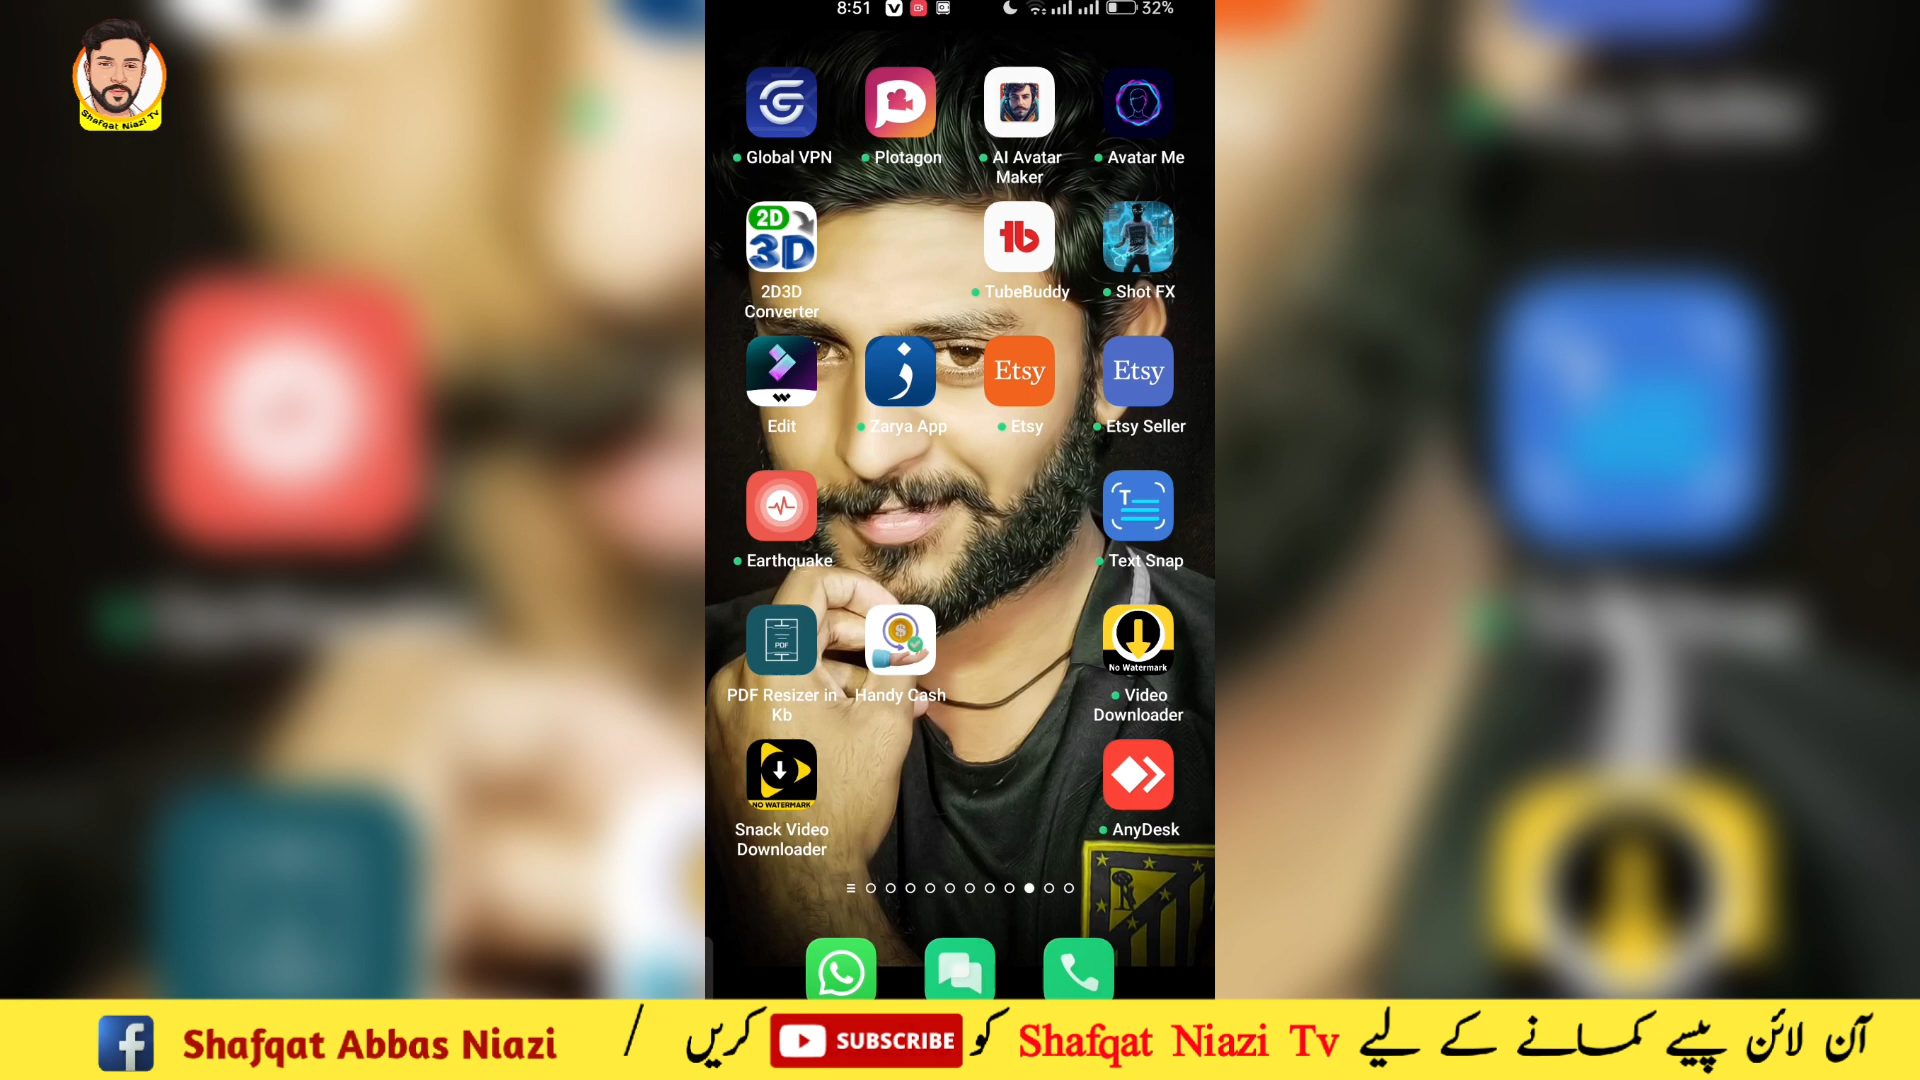 8:51
32%
Shafqat Niazi Tv
Global VPN
Plotagon
AI Avatar
Maker
Avatar Me
2D
3D
2D3D
Converter
TubeBuddy
Shot FX
Edit
Zarya App
Etsy
Etsy
Etsy
Etsy Seller
Earthquake
T
Text Snap
PDF
PDF Resizer in
Kb
Handy Cash
No Watermark
Video
Downloader
NO WATERMARK
Snack Video
Downloader
AnyDesk
آن لائن پیسے کمانے کے لیے Shafqat Niazi Tv کو SUBSCRIBE کریں / Shafqat Abbas Niazi